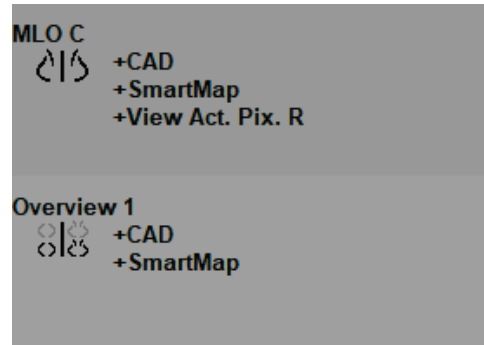 MLO C
+CAD
+SmartMap
+View Act. Pix. R
Overview 1
+CAD
+SmartMap